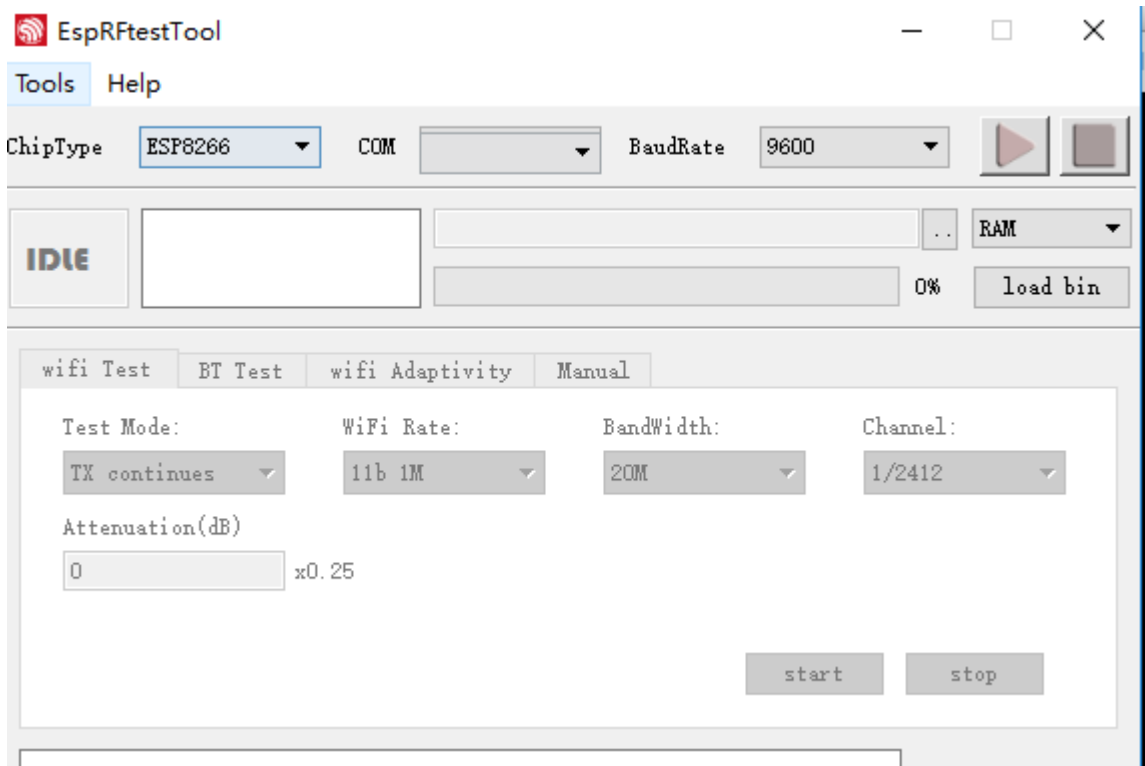 EspRFtestTool
Tools Help
ChipType ESP8266 COM BaudRate 9600
IDLE .. RAM
0% load bin
wifi Test BT Test wifi Adaptivity Manual
Test Mode: WiFi Rate: BandWidth: Channel:
TX continues 11b 1M 20M 1/2412
Attenuation(dB)
0 x0.25
start stop